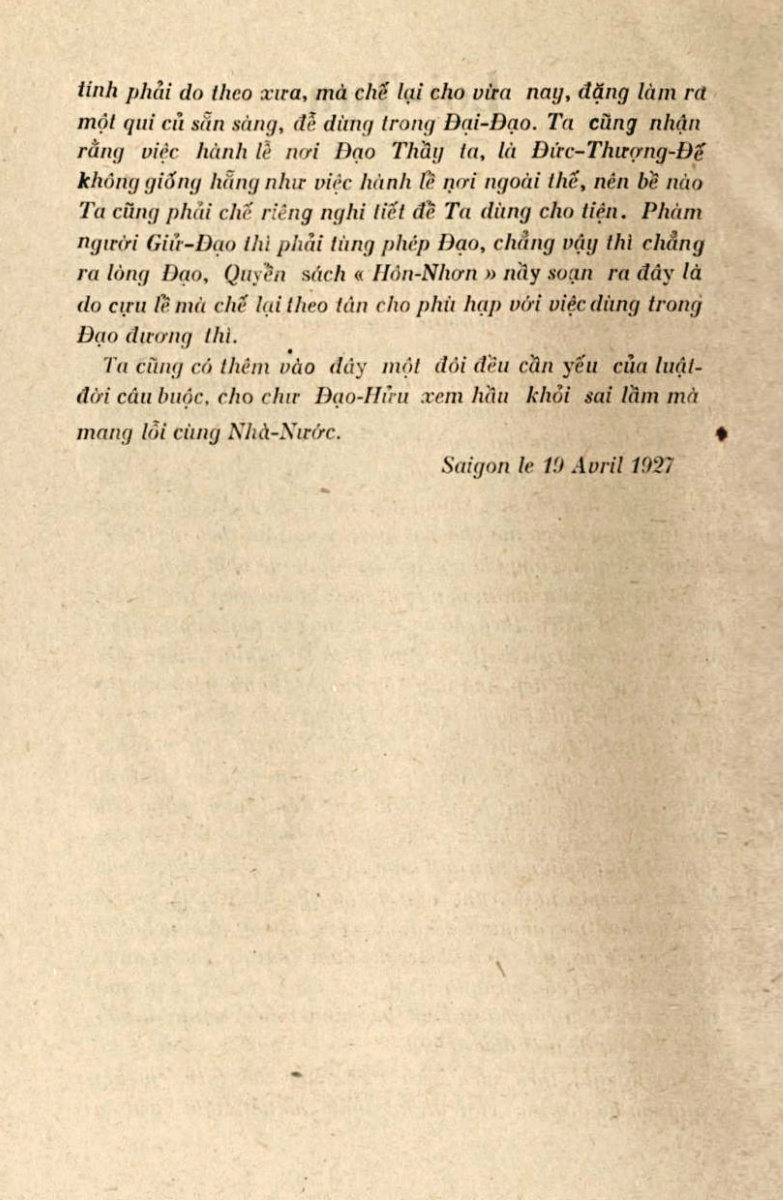 tính phải do theo xưa, mà chế lại cho vừa nay, đặng làm ra
một qui củ sẵn sàng, đễ dùng trong Đại-Đạo. Ta cũng nhận
rằng việc hành lễ nơi Đạo Thầy ta, là Đức-Thượng-Đế
không giống hẵng như việc hành lễ nơi ngoài thế, nên bề nào
Ta cũng phải chế riêng nghi tiết đề Ta dùng cho tiện. Phàm
người Giữ-Đạo thì phải tùng phép Đạo, chẳng vậy thì chẳng
ra lòng Đạo, Quyền sách « Hôn-Nhơn » nầy soạn ra đây là
do cựu lễ mà chế lại theo tân cho phù hạp với việc dùng trong
Đạo đương thì.
Ta cũng có thêm vào đây một đôi đều cần yếu của luật-
đời câu buộc, cho chư Đạo-Hữu xem hầu khỏi sai lầm mà
mang lỗi cùng Nhà-Nước.
Saigon le 19 Avril 1927